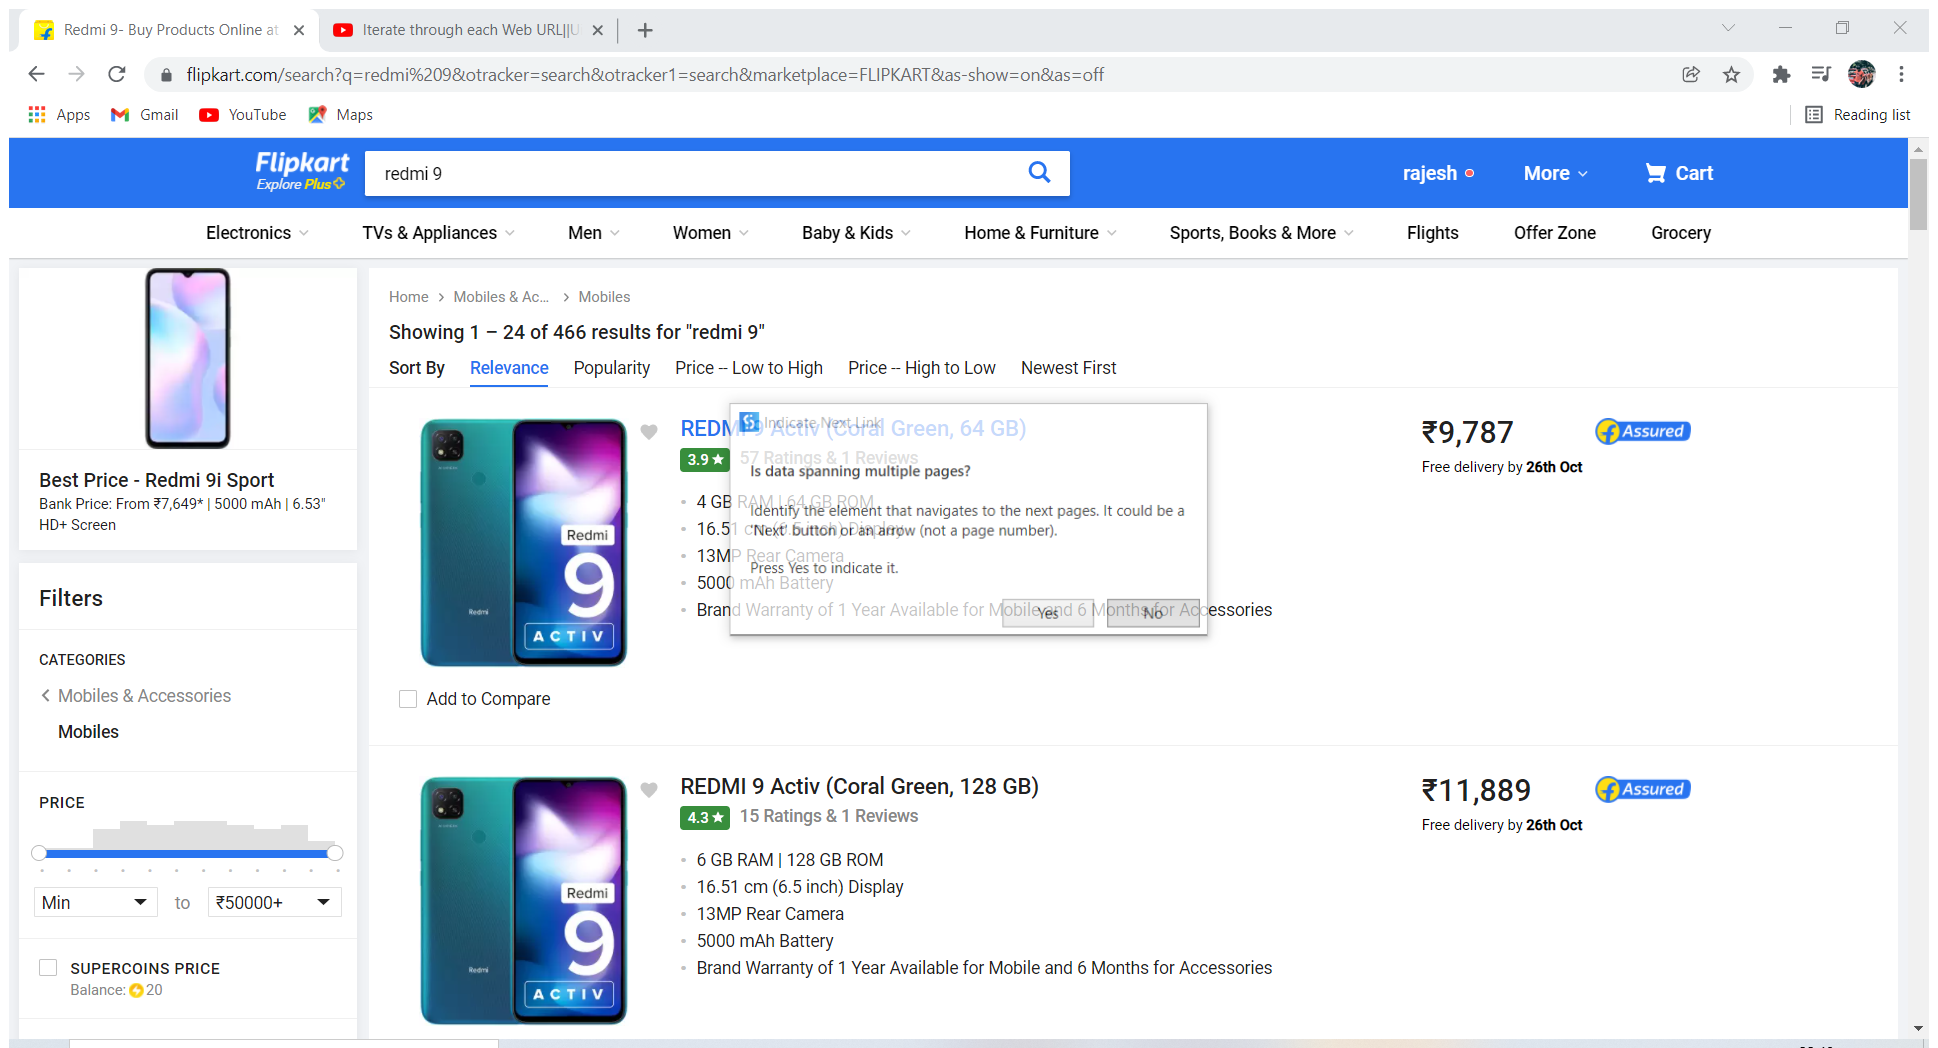 Redmi 9- Buy Products Online at
Iterate through each Web URL||U
flipkart.com/search?q=redmi%209&otracker=search&otracker1=search&marketplace=FLIPKART&as-show=on&as=off
Apps Gmail YouTube Maps Reading list
Flipkart
Explore Plus
redmi 9
rajesh More Cart
Electronics TVs & Appliances Men Women Baby & Kids Home & Furniture Sports, Books & More Flights Offer Zone Grocery
Best Price - Redmi 9i Sport
Bank Price: From ₹7,649* | 5000 mAh | 6.53"
HD+ Screen
Filters
CATEGORIES
Mobiles & Accessories
Mobiles
PRICE
Min to ₹50000+
SUPERCOINS PRICE
Balance: 20
Home Mobiles & Ac... Mobiles
Showing 1 – 24 of 466 results for "redmi 9"
Sort By Relevance Popularity Price -- Low to High Price -- High to Low Newest First
Redmi
9
ACTIV
Redmi
REDMI 9 Activ (Coral Green, 64 GB)
3.9 57 Ratings & 1 Reviews
4 GB RAM | 64 GB ROM
16.51 cm (6.5 inch) Display
13MP Rear Camera
5000 mAh Battery
Brand Warranty of 1 Year Available for Mobile and 6 Months for Accessories
Indicate Next Link
Is data spanning multiple pages?
Identify the element that navigates to the next pages. It could be a
'Next' button or an arrow (not a page number).
Press Yes to indicate it.
Yes No
₹9,787
Assured
Free delivery by 26th Oct
Add to Compare
Redmi
9
ACTIV
Redmi
REDMI 9 Activ (Coral Green, 128 GB)
4.3 15 Ratings & 1 Reviews
6 GB RAM | 128 GB ROM
16.51 cm (6.5 inch) Display
13MP Rear Camera
5000 mAh Battery
Brand Warranty of 1 Year Available for Mobile and 6 Months for Accessories
₹11,889
Assured
Free delivery by 26th Oct